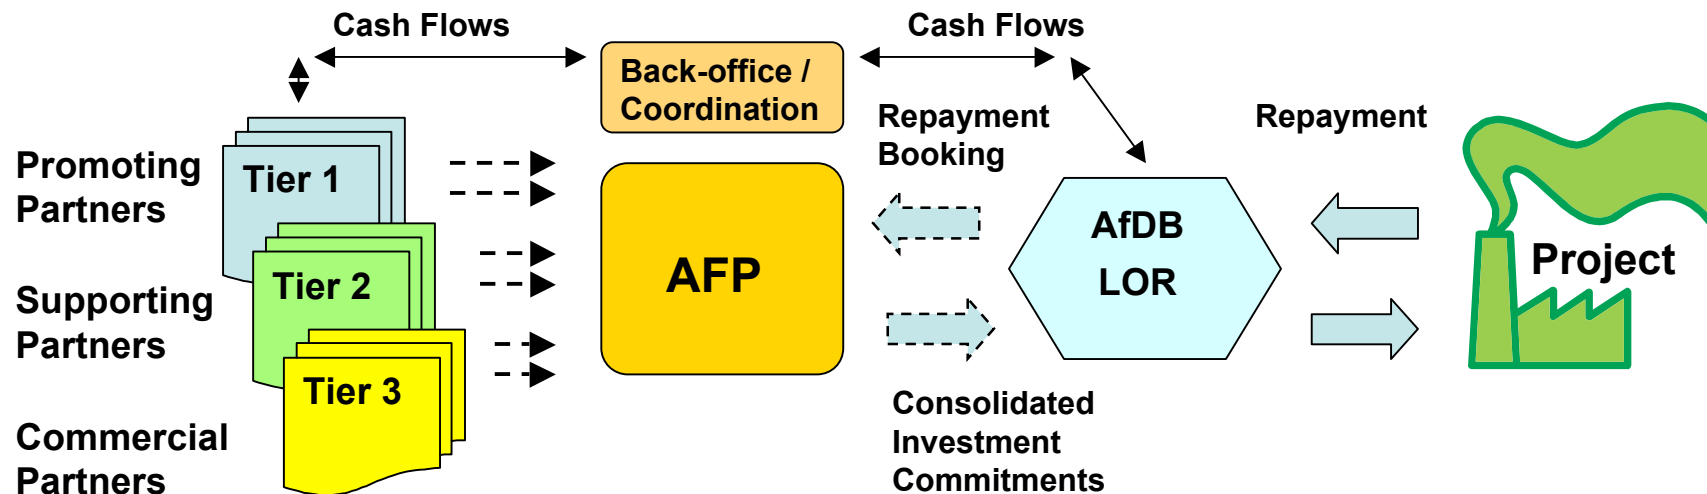 Cash Flows
Cash Flows
Back-office /
Coordination
Repayment
Booking
Repayment
Promoting
Partners
Tier 1
AFP
AfDB
LOR
Project
Supporting
Partners
Tier 2
Tier 3
Consolidated
Investment
Commitments
Commercial
Partners